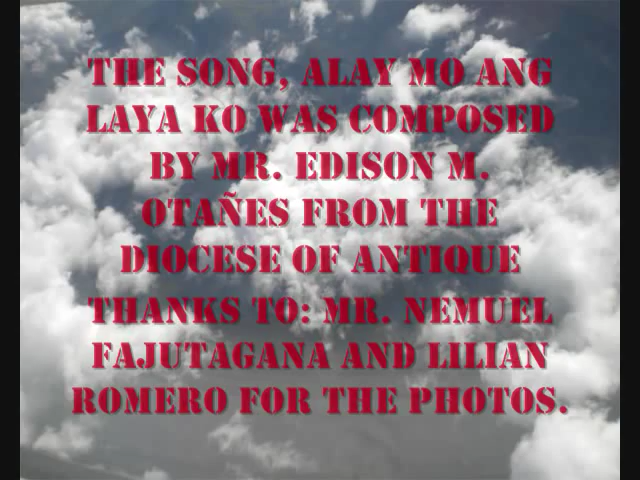 THE SONG, ALAY MO ANG
LAYA KO WAS COMPOSED
BY MR. EDISON M.
OTAÑES FROM THE
DIOCESE OF ANTIQUE
THANKS TO: MR. NEMUEL
FAJUTAGANA AND LILIAN
ROMERO FOR THE PHOTOS.